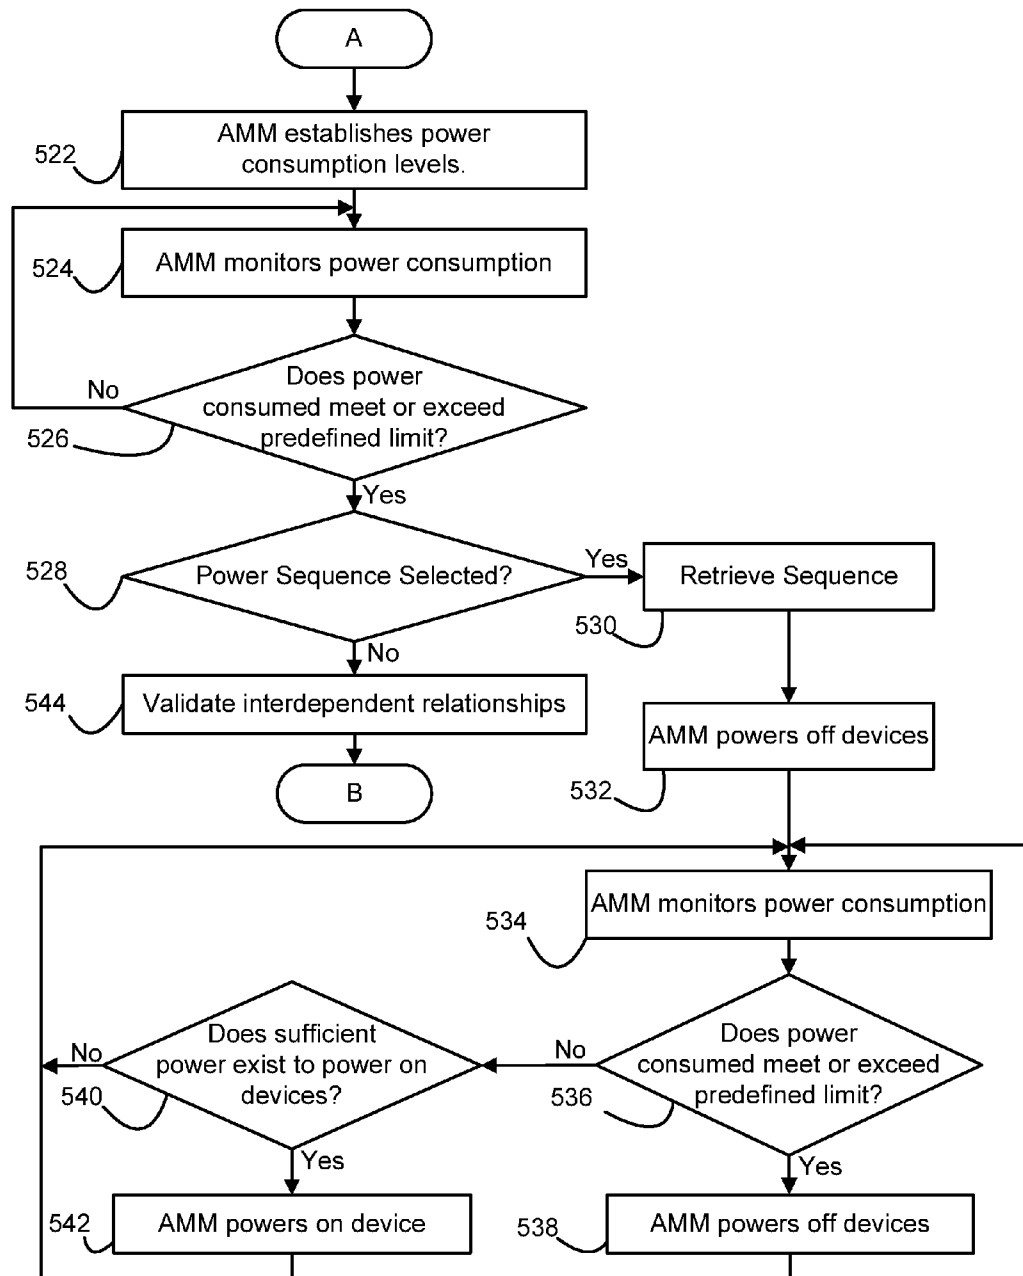 A
AMM establishes power
consumption levels.
522
AMM monitors power consumption
524
No
Does power
consumed meet or exceed
predefined limit?
526
Yes
Power Sequence Selected?
528
Yes
Retrieve Sequence
530
No
Validate interdependent relationships
544
AMM powers off devices
532
B
AMM monitors power consumption
534
Does power
consumed meet or exceed
predefined limit?
536
No
Does sufficient
power exist to power on
devices?
540
No
Yes
Yes
AMM powers on device
542
AMM powers off devices
538